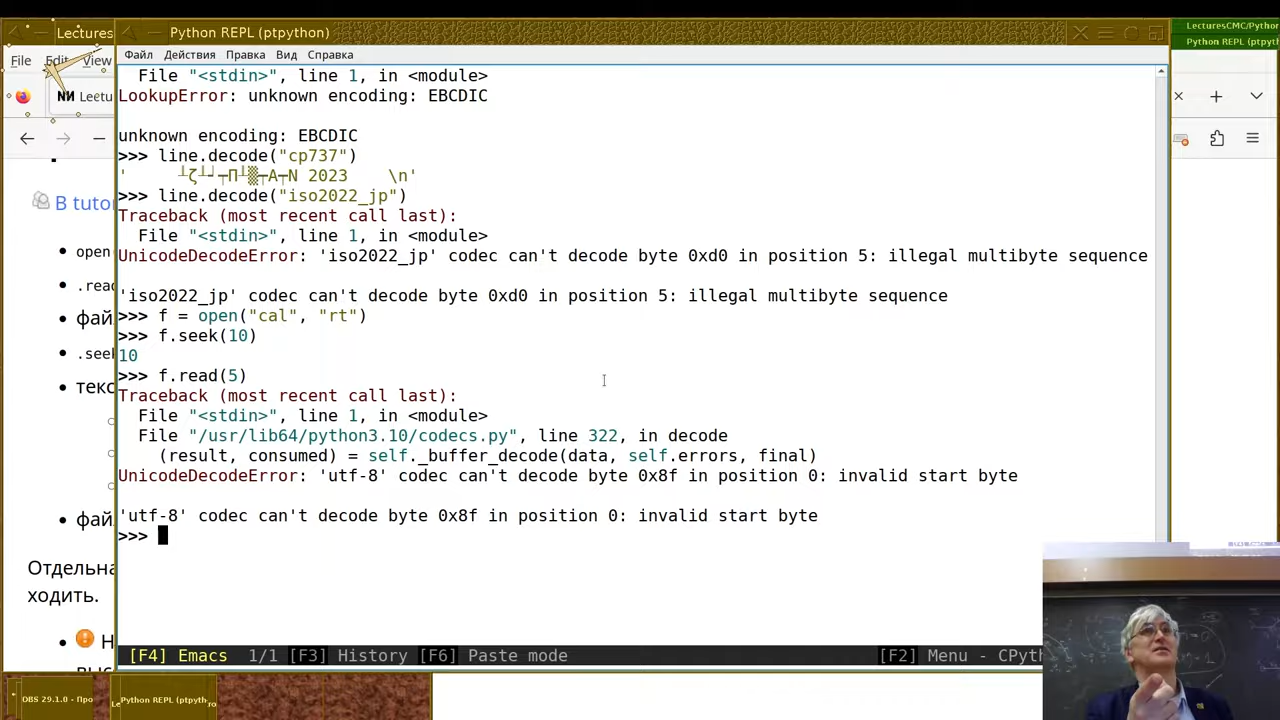 Lectures
Python REPL (ptpython)
LecturesCMC/Python
Python REPL (ptpyth
File Edit View
Файл Действия Правка Вид Справка
File "<stdin>", line 1, in <module>
LookupError: unknown encoding: EBCDIC
unknown encoding: EBCDIC
>>> line.decode("cp737")
' ┴ζ┴┘┬Π┴▒┬Α┬Ν 2023 \n'
>>> line.decode("iso2022_jp")
Traceback (most recent call last):
File "<stdin>", line 1, in <module>
UnicodeDecodeError: 'iso2022_jp' codec can't decode byte 0xd0 in position 5: illegal multibyte sequence
'iso2022_jp' codec can't decode byte 0xd0 in position 5: illegal multibyte sequence
>>> f = open("cal", "rt")
>>> f.seek(10)
10
>>> f.read(5)
Traceback (most recent call last):
File "<stdin>", line 1, in <module>
File "/usr/lib64/python3.10/codecs.py", line 322, in decode
(result, consumed) = self._buffer_decode(data, self.errors, final)
UnicodeDecodeError: 'utf-8' codec can't decode byte 0x8f in position 0: invalid start byte
'utf-8' codec can't decode byte 0x8f in position 0: invalid start byte
>>>
[F4] Emacs 1/1 [F3] History [F6] Paste mode
[F2] Menu - CPyth
В tuto
open
.read
фай
.seek
текс
фай
Отдельна
ходить.
Н
OBS 29.1.0 - Про
Python REPL (ptpyth